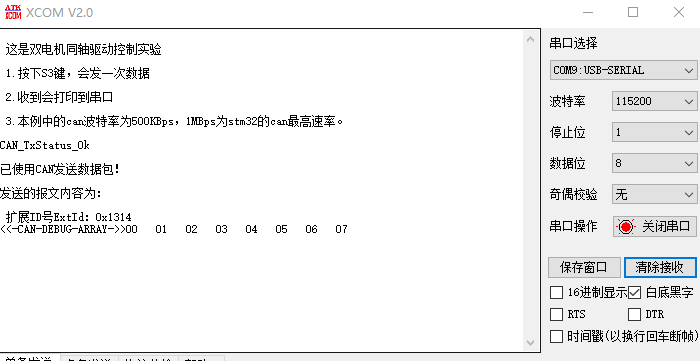 ATK XCOM XCOM V2.0
这是双电机同轴驱动控制实验
1.按下S3键，会发一次数据
2.收到会打印到串口
3.本例中的can波特率为500KBps，1MBps为stm32的can最高速率。
CAN_TxStatus_Ok
已使用CAN发送数据包！
发送的报文内容为：
扩展ID号ExtId: 0x1314
<<-CAN-DEBUG-ARRAY->>00 01 02 03 04 05 06 07
串口选择
COM9:USB-SERIAL
波特率 115200
停止位 1
数据位 8
奇偶校验 无
串口操作 关闭串口
保存窗口 清除接收
16进制显示 白底黑字
RTS DTR
时间戳(以换行回车断帧)